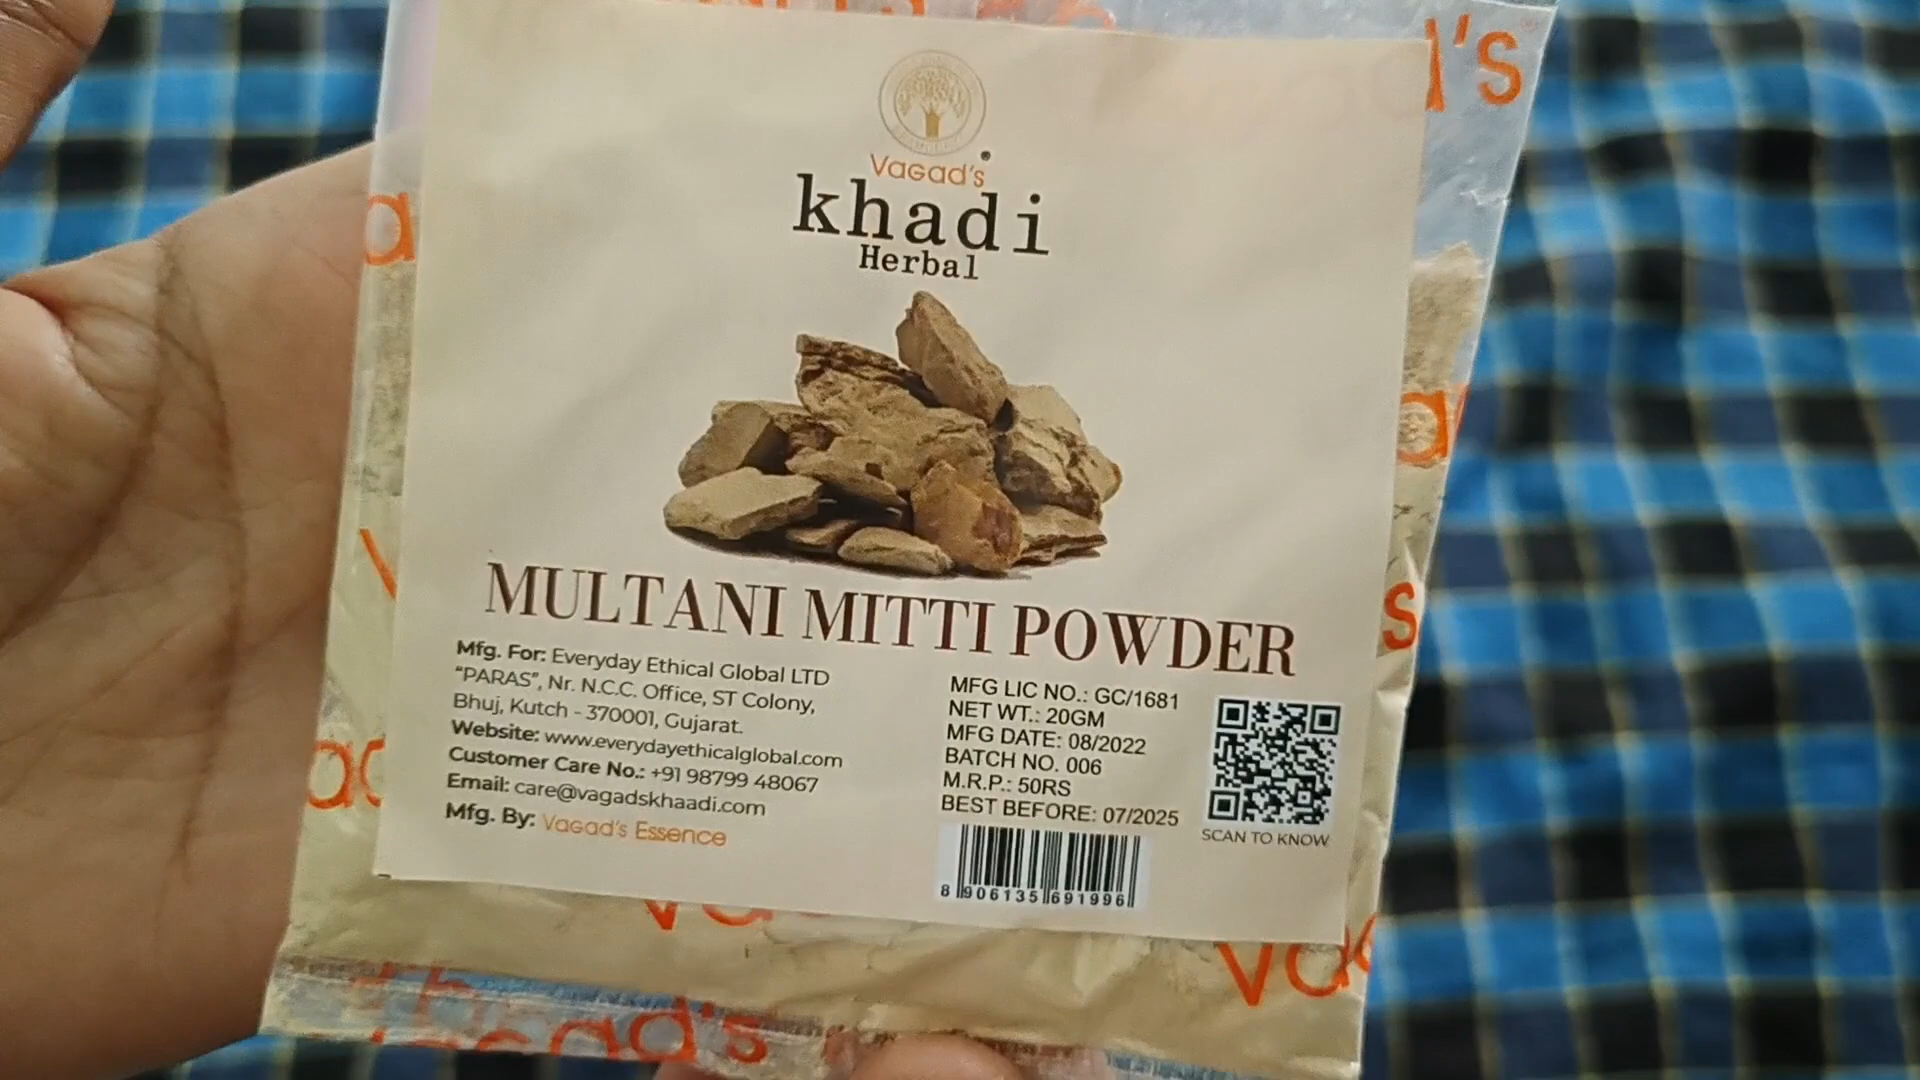 Vagad's
khadi
Herbal
MULTANI MITTI POWDER
Mfg. For: Everyday Ethical Global LTD
"PARAS", Nr. N.C.C. Office, ST Colony,
Bhuj, Kutch - 370001, Gujarat.
Website: www.everydayethicalglobal.com
Customer Care No.: +91 98799 48067
Email: care@vagadskhaadi.com
Mfg. By: Vagad's Essence
MFG LIC NO.: GC/1681
NET WT.: 20GM
MFG DATE: 08/2022
BATCH NO. 006
M.R.P.: 50RS
BEST BEFORE: 07/2025
8 906135 691996
SCAN TO KNOW